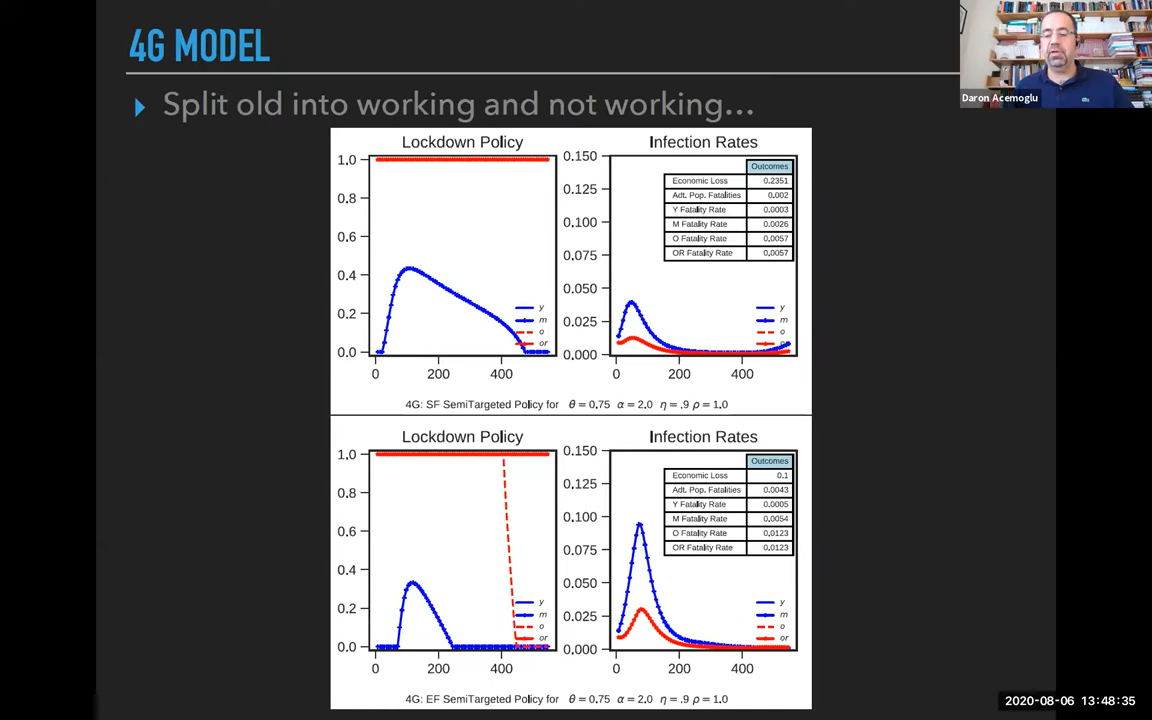 4G MODEL
Split old into working and not working...
Daron Acemoglu
Lockdown Policy
1.0
0.8
0.6
0.4
0.2
0.0
0 200 400
y
m
o
or
Infection Rates
0.150
0.125
0.100
0.075
0.050
0.025
0.000
0 200 400
Outcomes
Economic Loss 0.2351
Adt. Pop. Fatalities 0.002
Y Fatality Rate 0.0003
M Fatality Rate 0.0026
O Fatality Rate 0.0057
OR Fatality Rate 0.0057
y
m
o
or
4G: SF SemiTargeted Policy for θ = 0.75 α = 2.0 η = .9 ρ = 1.0
Lockdown Policy
1.0
0.8
0.6
0.4
0.2
0.0
0 200 400
y
m
o
or
Infection Rates
0.150
0.125
0.100
0.075
0.050
0.025
0.000
0 200 400
Outcomes
Economic Loss 0.1
Adt. Pop. Fatalities 0.0043
Y Fatality Rate 0.0005
M Fatality Rate 0.0054
O Fatality Rate 0.0123
OR Fatality Rate 0.0123
y
m
o
or
4G: EF SemiTargeted Policy for θ = 0.75 α = 2.0 η = .9 ρ = 1.0
2020-08-06 13:48:35